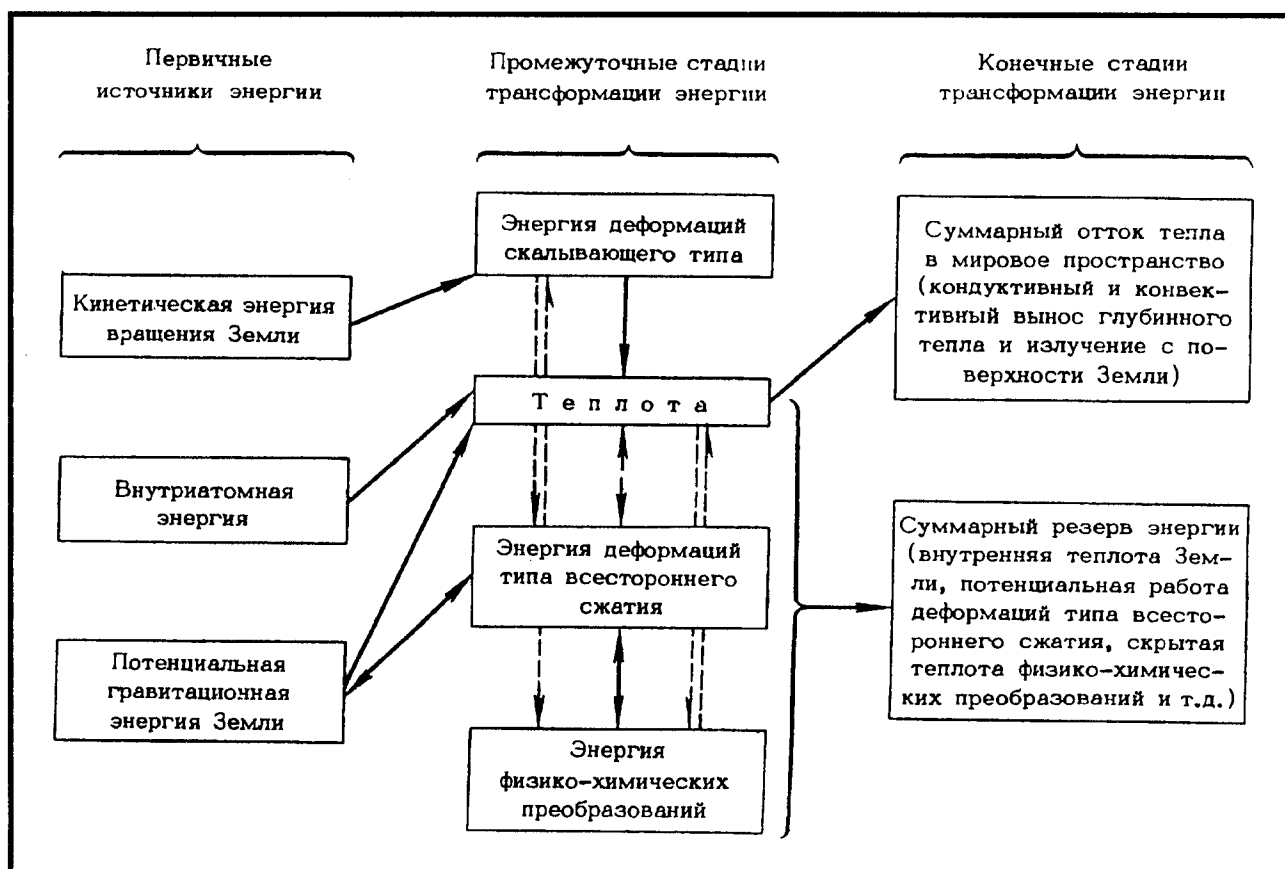 Первичные
источники энергии
Промежуточные стадии
трансформации энергии
Конечные стадии
трансформации энергии
Энергия деформаций
скалывающего типа
Кинетическая энергия
вращения Земли
Теплота
Внутриатомная
энергия
Энергия деформаций
типа всестороннего
сжатия
Потенциальная
гравитационная
энергия Земли
Энергия
физико-химических
преобразований
Суммарный отток тепла
в мировое пространство
(кондуктивный и конвек-
тивный вынос глубинного
тепла и излучение с по-
верхности Земли)
Суммарный резерв энергии
(внутренняя теплота Зем-
ли, потенциальная работа
деформаций типа всесто-
роннего сжатия, скрытая
теплота физико-химичес-
ких преобразований и т.д.)